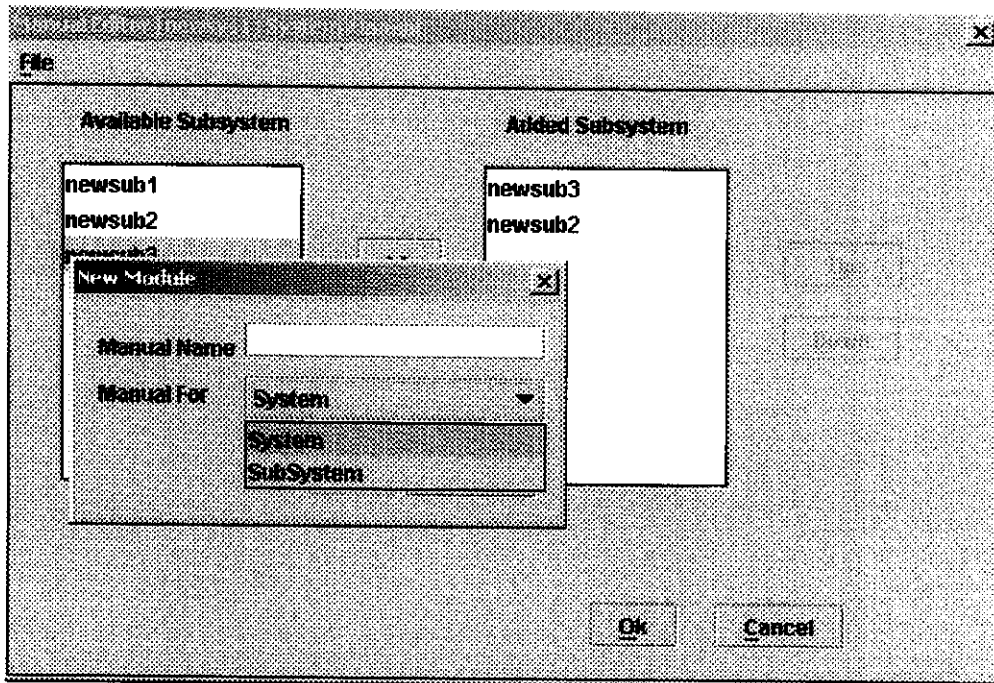 File
Available Subsystem
Added Subsystem
newsub1
newsub2
newsub3
newsub3
newsub2
New Module
Manual Name
Manual For
System
System
SubSystem
Ok
Cancel